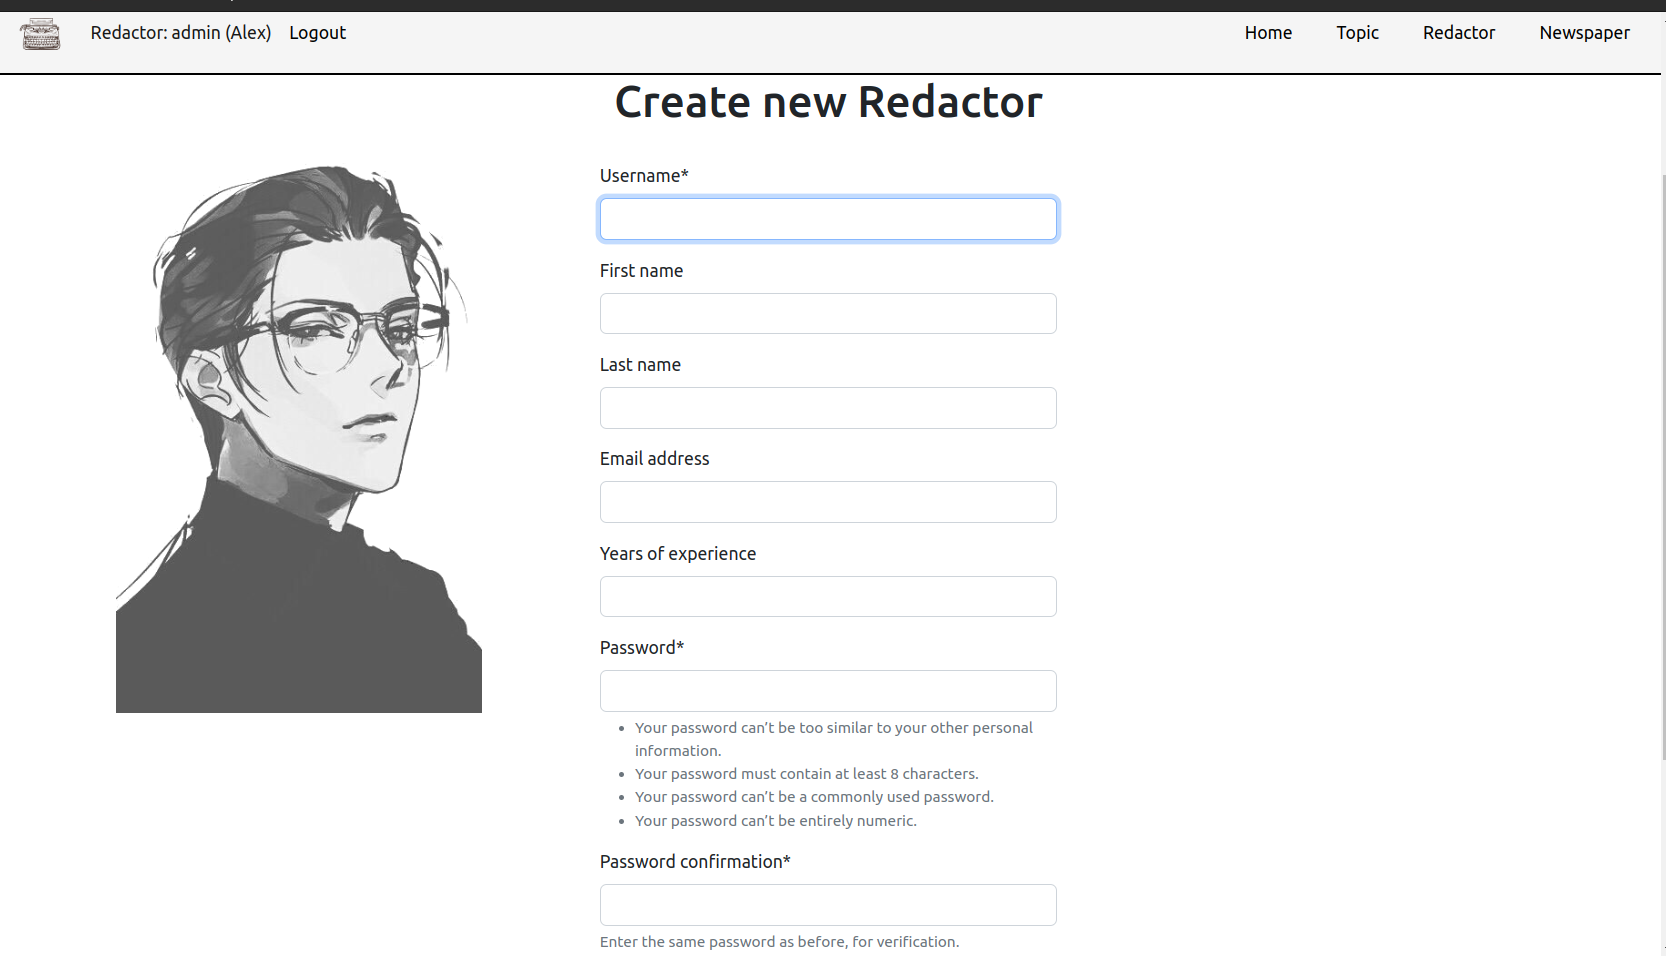 Redactor: admin (Alex) Logout Home Topic Redactor Newspaper
Create new Redactor
Username*
First name
Last name
Email address
Years of experience
Password*
• Your password can’t be too similar to your other personal
information.
• Your password must contain at least 8 characters.
• Your password can’t be a commonly used password.
• Your password can’t be entirely numeric.
Password confirmation*
Enter the same password as before, for verification.